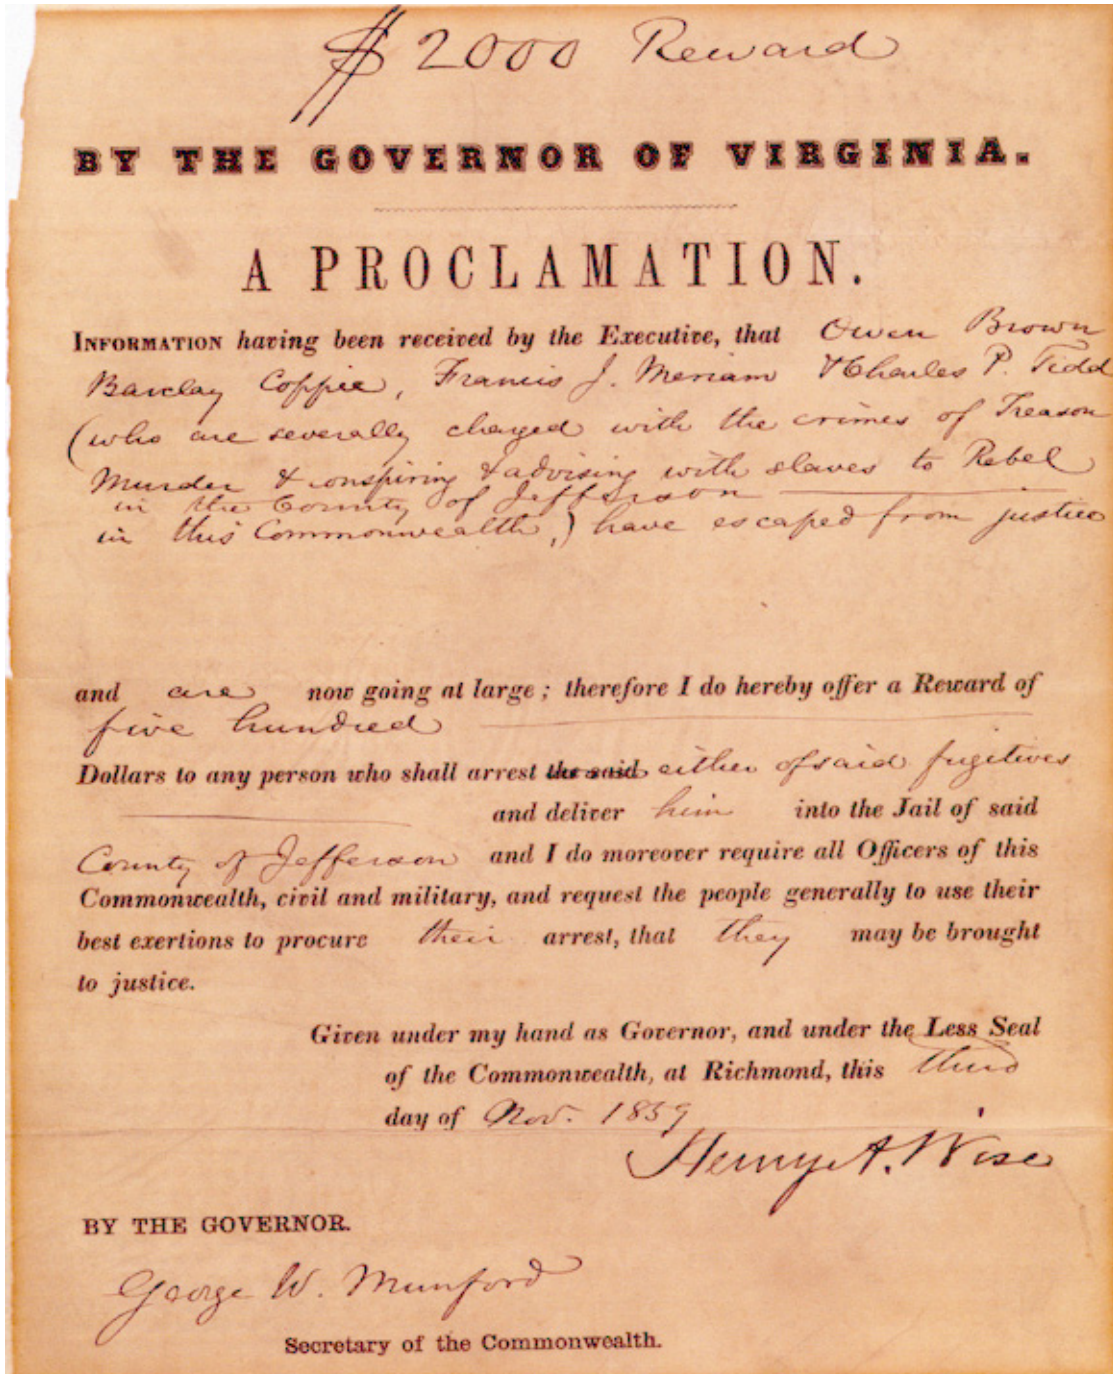 $2000 Reward
BY THE GOVERNOR OF VIRGINIA.
A PROCLAMATION.
INFORMATION having been received by the Executive, that Owen Brown
Barclay Coppie, Francis J. Meriam & Charles P. Tidd
(who are severally charged with the crimes of Treason
Murder & conspiring & advising with slaves to Rebel
in the County of Jefferson
in this Commonwealth,) have escaped from justice
and are now going at large; therefore I do hereby offer a Reward of
five hundred
Dollars to any person who shall arrest the said either of said fugitives
and deliver him into the Jail of said
County of Jefferson and I do moreover require all Officers of this
Commonwealth, civil and military, and request the people generally to use their
best exertions to procure their arrest, that they may be brought
to justice.
Given under my hand as Governor, and under the Less Seal
of the Commonwealth, at Richmond, this third
day of Nov. 1859
Henry A. Wise
BY THE GOVERNOR.
George W. Munford
Secretary of the Commonwealth.